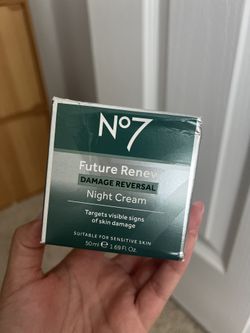 No7
Future Renew
DAMAGE REVERSAL
Night Cream
Targets visible signs
of skin damage
SUITABLE FOR SENSITIVE SKIN
50ml ℮ 1.69 Fl. Oz.